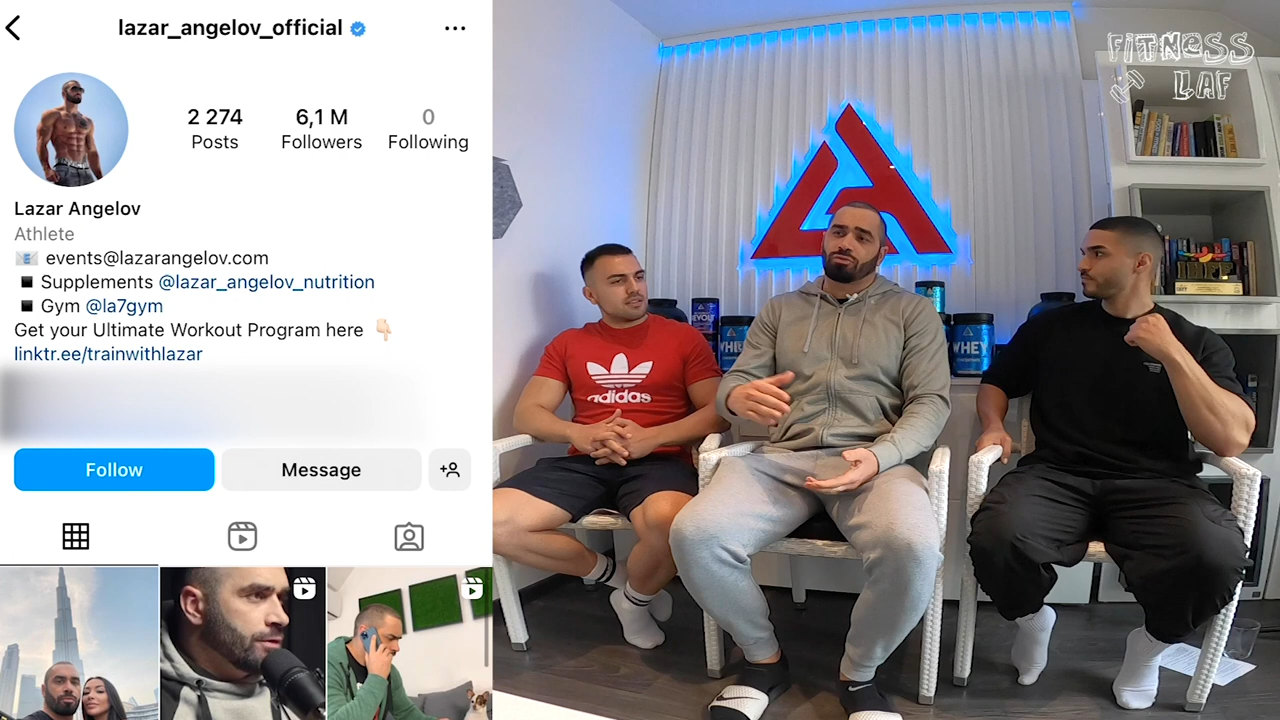 lazar_angelov_official
2 274
6,1 M
0
Posts
Followers
Following
Lazar Angelov
Athlete
events@lazarangelov.com
Supplements @lazar_angelov_nutrition
Gym @la7gym
Get your Ultimate Workout Program here
linktr.ee/trainwithlazar
Follow
Message
FiTNeSS
LAF
adidas
WHEY